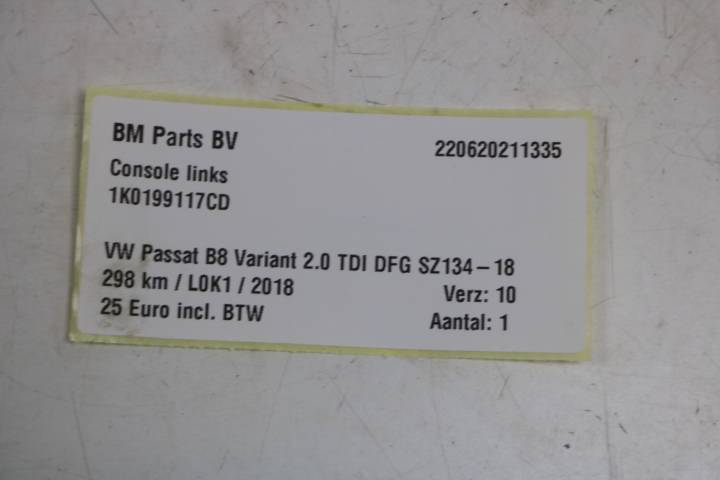 BM Parts BV 220620211335
Console links
1K0199117CD
VW Passat B8 Variant 2.0 TDI DFG SZ134-18
298 km / L0K1 / 2018 Verz: 10
25 Euro incl. BTW Aantal: 1